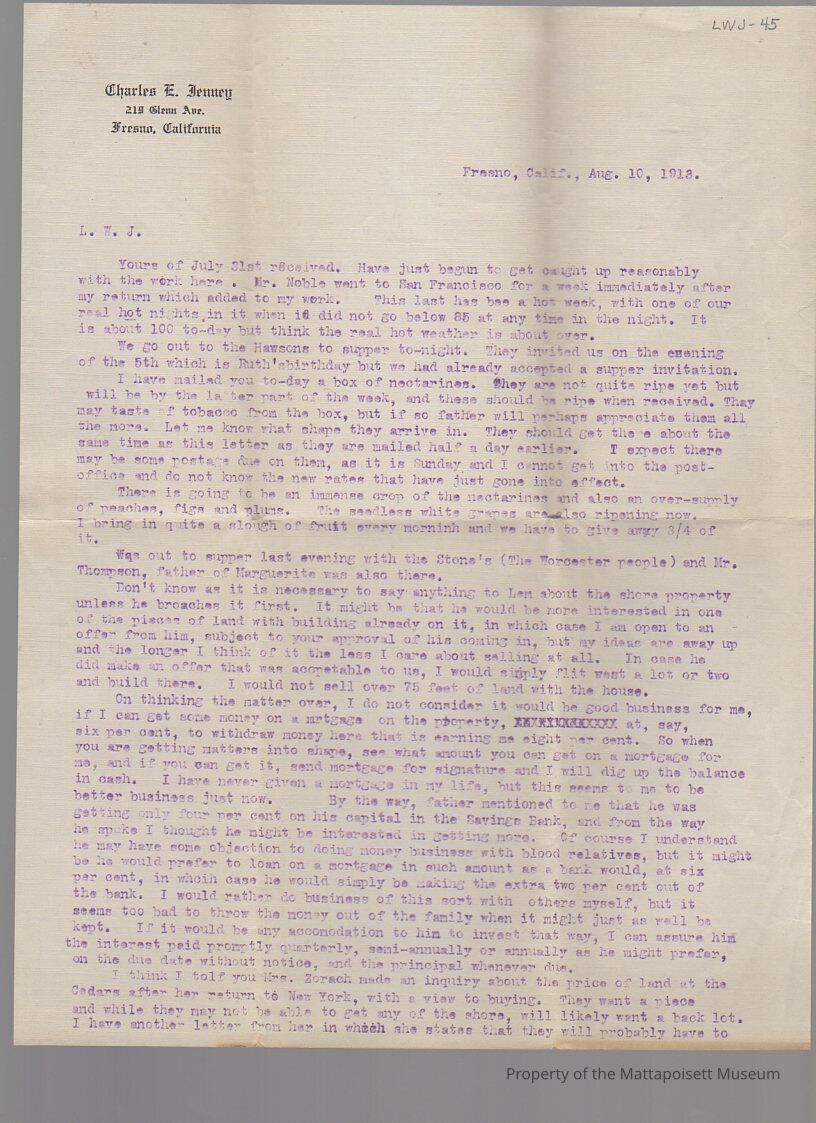 LWJ-45
Charles E. Jenney
219 Glenn Ave.
Fresno, California
Fresno, Calif., Aug. 10, 1913.
L. W. J.
Yours of July 31st received. Have just begun to get caught up reasonably
with the work here . Mr. Noble went to San Francisco for a week immediately after
my return which added to my work. This last has bee a hot week, with one of our
real hot nights in it when it did not go below 85 at any time in the night. It
is about 100 to-day but think the real hot weather is about over.
We go out to the Hawsons to supper to-night. They invited us on the evening
of the 5th which is Ruth'sbirthday but we had already accepted a supper invitation.
I have mailed you to-day a box of nectarines. They are not quite ripe yet but
will be by the latter part of the week, and these should be ripe when received. Thay
may taste of tobacco from the box, but if so father will perhaps appreciate them all
the more. Let me know what shape they arrive in. They should get there about the
same time as this letter as they are mailed half a day earlier. I expect there
may be some postage due on them, as it is Sunday and I cannot get into the post-
office and do not know the new rates that have just gone into effect.
There is going to be an immense crop of the nectarines and also an over-supply
of peaches, figs and plums. The seedless white grapes are also ripening now.
I bring in quite a slough of fruit every morninh and we have to give away 3/4 of
it.
Was out to supper last evening with the Stone's (The Worcester people) and Mr.
Thompson, father of Marguerite was also there.
Don't know as it is necessary to say anything to Lem about the shore property
unless he broaches it first. It might be that he would be more interested in one
of the pieces of land with building already on it, in which case I am open to an
offer from him, subject to your approval of his coming in, but my ideas are away up
and the longer I think of it the less I care about selling at all. In case he
did make an offer that was accpetable to us, I would simply flit west a lot or two
and build there. I would not sell over 75 feet of land with the house.
On thinking the matter over, I do not consider it would be good business for me,
if I can get some money on a mrtgage on the property, XXXXXXXXXXXXX at, say,
six per cent, to withdraw money here that is earning me eight per cent. So when
you are getting matters into shape, see what amount you can get on a mortgage for
me, and if you can get it, send mortgage for signature and I will dig up the balance
in cash. I have never given a mortgage in my life, but this seems to me to be
better business just now. By the way, father mentioned to me that he was
getting only four per cent on his capital in the Savings Bank, and from the way
he spoke I thought he might be interested in getting more. Of course I understand
he may have some objection to doing money business with blood relatives, but it might
be he would prefer to loan on a mortgage in such amount as a bank would, at six
per cent, in whcih case he would simply be making the extra two per cent out of
the bank. I would rather do business of this sort with others myself, but it
seems too bad to throw the money out of the family when it might just as well be
kept. If it would be any accomodation to him to invest that way, I can assure him
the interest paid promptly quarterly, semi-annually or annually as he might prefer,
on the due date without notice, and the principal whenever due.
I think I tolf you Mrs. Zorach made an inquiry about the price of land at the
Cedars after her return to New York, with a view to buying. They want a piece
and while they may not be able to get any of the shore, will likely want a back lot.
I have another letter from her in which she states that they will probably have to
Property of the Mattapoisett Museum